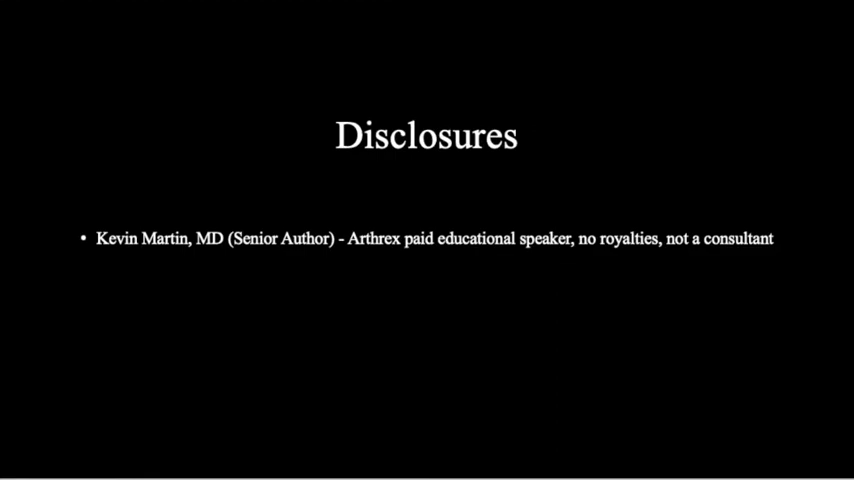 Disclosures
• Kevin Martin, MD (Senior Author) - Arthrex paid educational speaker, no royalties, not a consultant